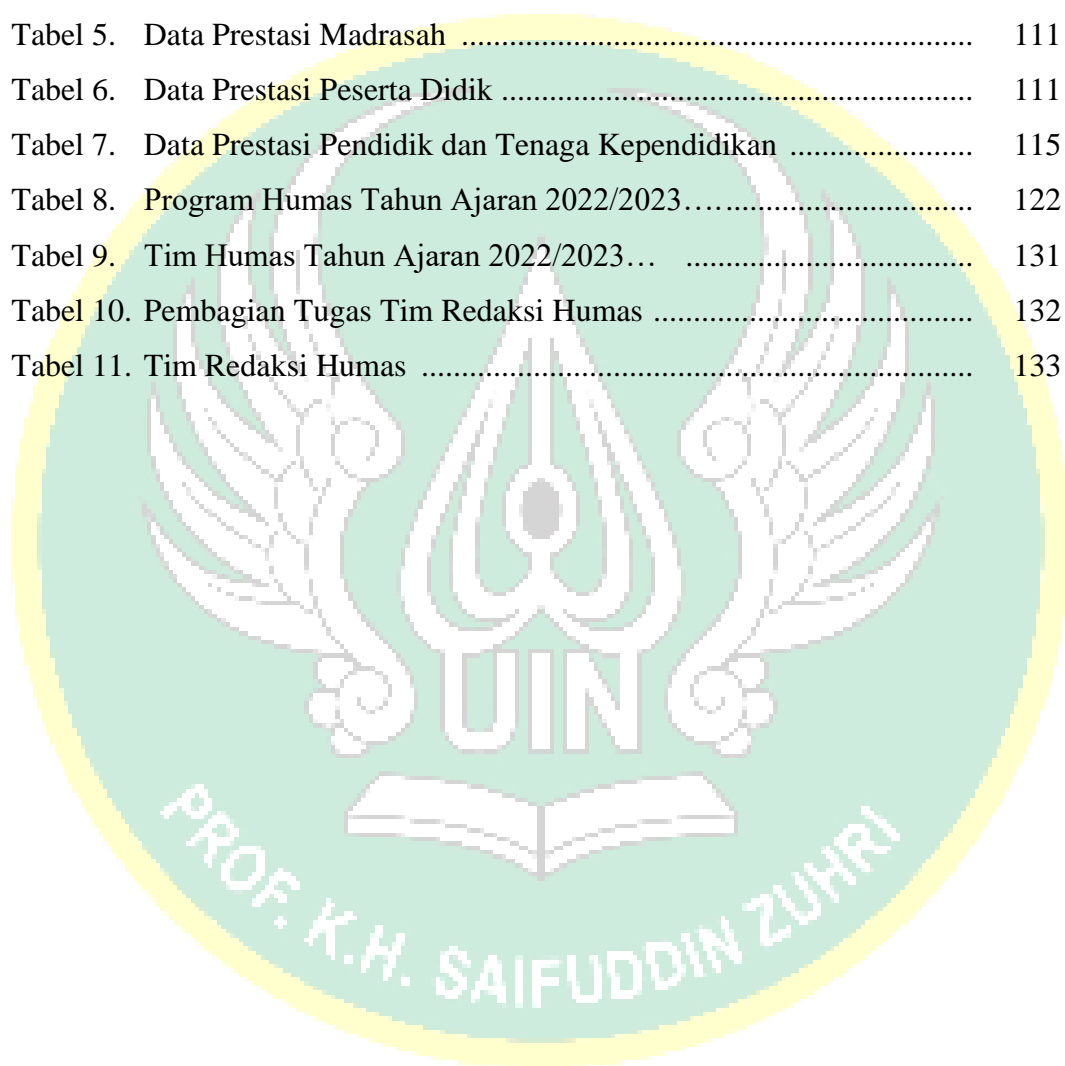 Tabel 5. Data Prestasi Madrasah ................................................................. 111
Tabel 6. Data Prestasi Peserta Didik ............................................................ 111
Tabel 7. Data Prestasi Pendidik dan Tenaga Kependidikan ....................... 115
Tabel 8. Program Humas Tahun Ajaran 2022/2023…................................ 122
Tabel 9. Tim Humas Tahun Ajaran 2022/2023… .................................... 131
Tabel 10. Pembagian Tugas Tim Redaksi Humas ........................................ 132
Tabel 11. Tim Redaksi Humas ...................................................................... 133
UIN
PROF. K.H. SAIFUDDIN ZUHRI